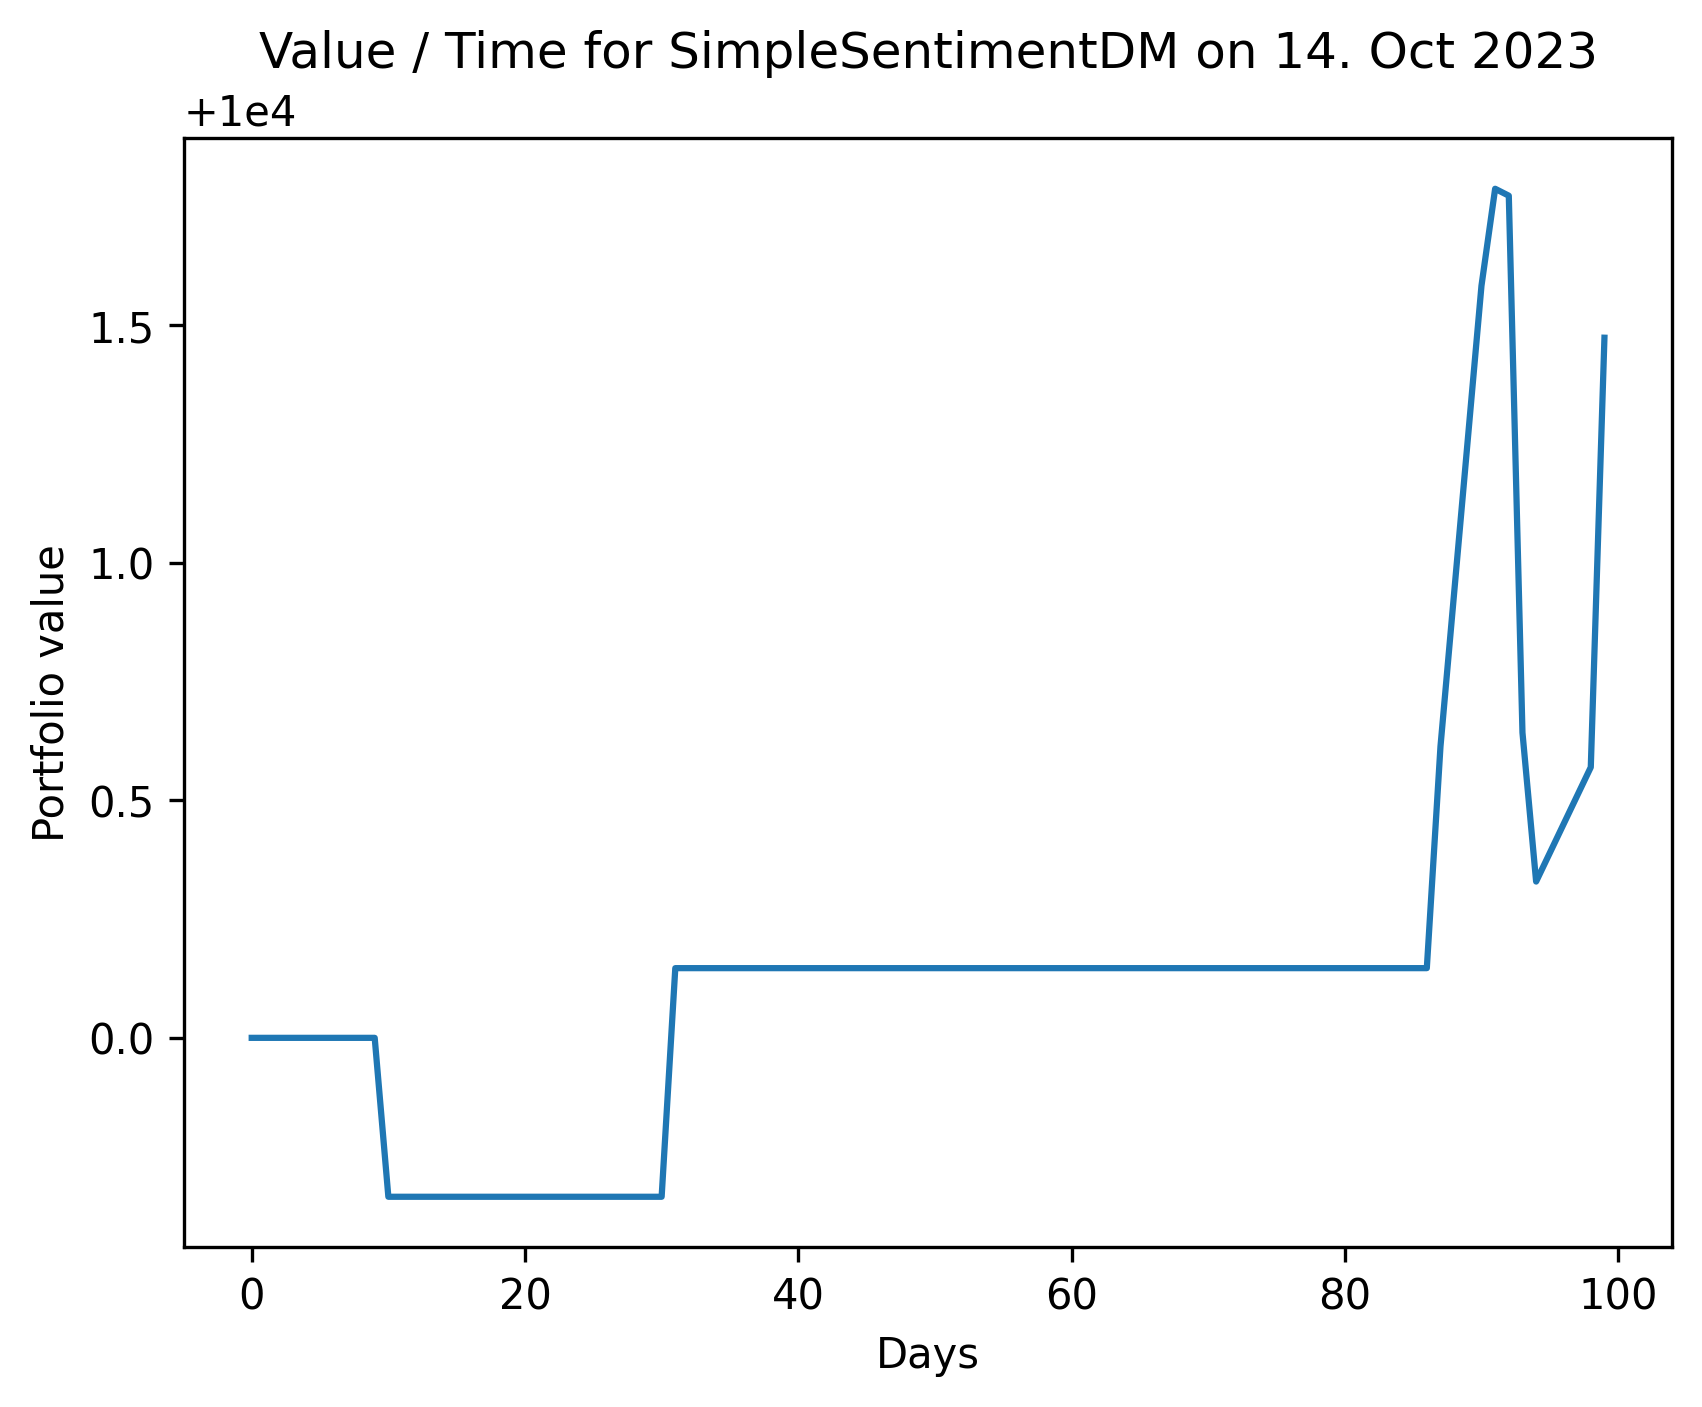 Value / Time for SimpleSentimentDM on 14. Oct 2023
+1e4
1.5
1.0
0.5
0.0
Portfolio value
0 20 40 60 80 100
Days